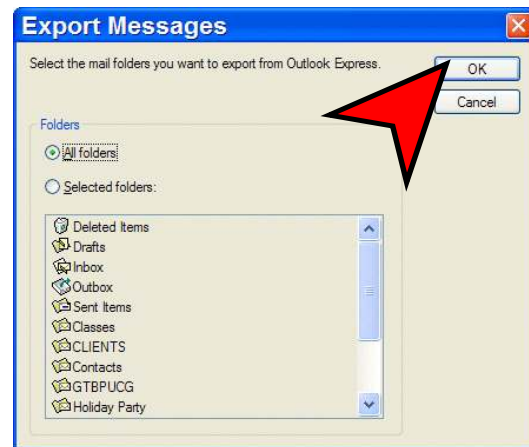 Export Messages
Select the mail folders you want to export from Outlook Express.
OK
Cancel
Folders
All folders
Selected folders:
Deleted Items
Drafts
Inbox
Outbox
Sent Items
Classes
CLIENTS
Contacts
GTBPUCG
Holiday Party